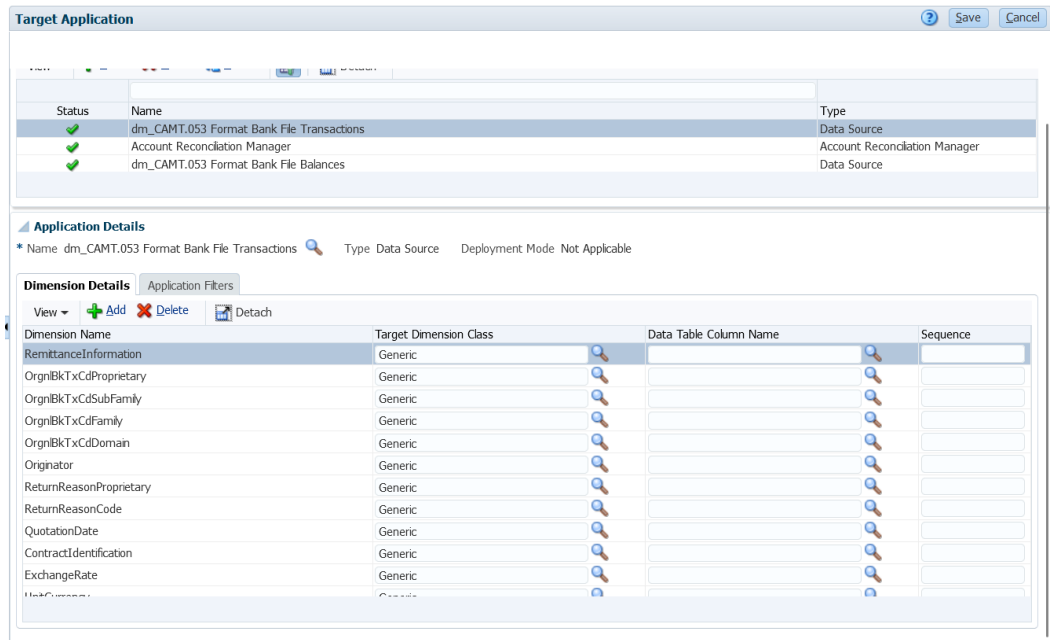 Target Application
? Save Cancel
View Detach
Status Name Type
dm_CAMT.053 Format Bank File Transactions Data Source
Account Reconciliation Manager Account Reconciliation Manager
dm_CAMT.053 Format Bank File Balances Data Source
Application Details
* Name dm_CAMT.053 Format Bank File Transactions Type Data Source Deployment Mode Not Applicable
Dimension Details Application Filters
View Add Delete Detach
Dimension Name Target Dimension Class Data Table Column Name Sequence
RemittanceInformation Generic
OrgnlBkTxCdProprietary Generic
OrgnlBkTxCdSubFamily Generic
OrgnlBkTxCdFamily Generic
OrgnlBkTxCdDomain Generic
Originator Generic
ReturnReasonProprietary Generic
ReturnReasonCode Generic
QuotationDate Generic
ContractIdentification Generic
ExchangeRate Generic
UnitCurrency Generic